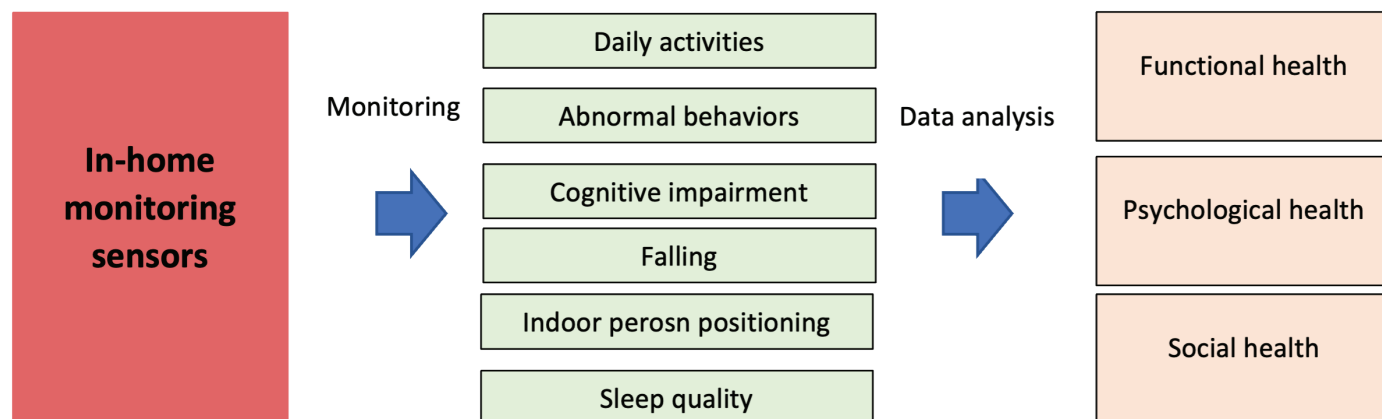 In-home
monitoring
sensors
Monitoring
Daily activities
Abnormal behaviors
Cognitive impairment
Falling
Indoor perosn positioning
Sleep quality
Data analysis
Functional health
Psychological health
Social health